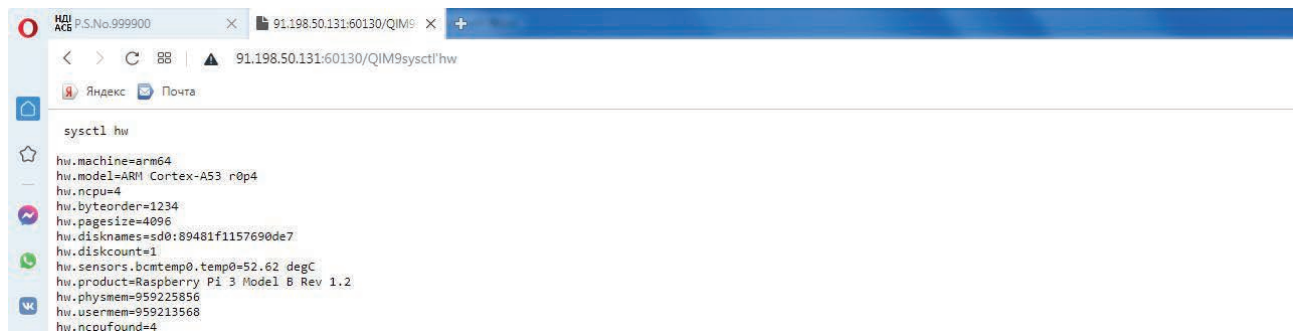 НДІ АСБ P.S.No.999900
91.198.50.131:60130/QIM9
91.198.50.131:60130/QIM9sysctl'hw
Яндекс Почта
sysctl hw
hw.machine=arm64
hw.model=ARM Cortex-A53 r0p4
hw.ncpu=4
hw.byteorder=1234
hw.pagesize=4096
hw.disknames=sd0:89481f1157690de7
hw.diskcount=1
hw.sensors.bcmtemp0.temp0=52.62 degC
hw.product=Raspberry Pi 3 Model B Rev 1.2
hw.physmem=959225856
hw.usermem=959213568
hw.ncpufound=4